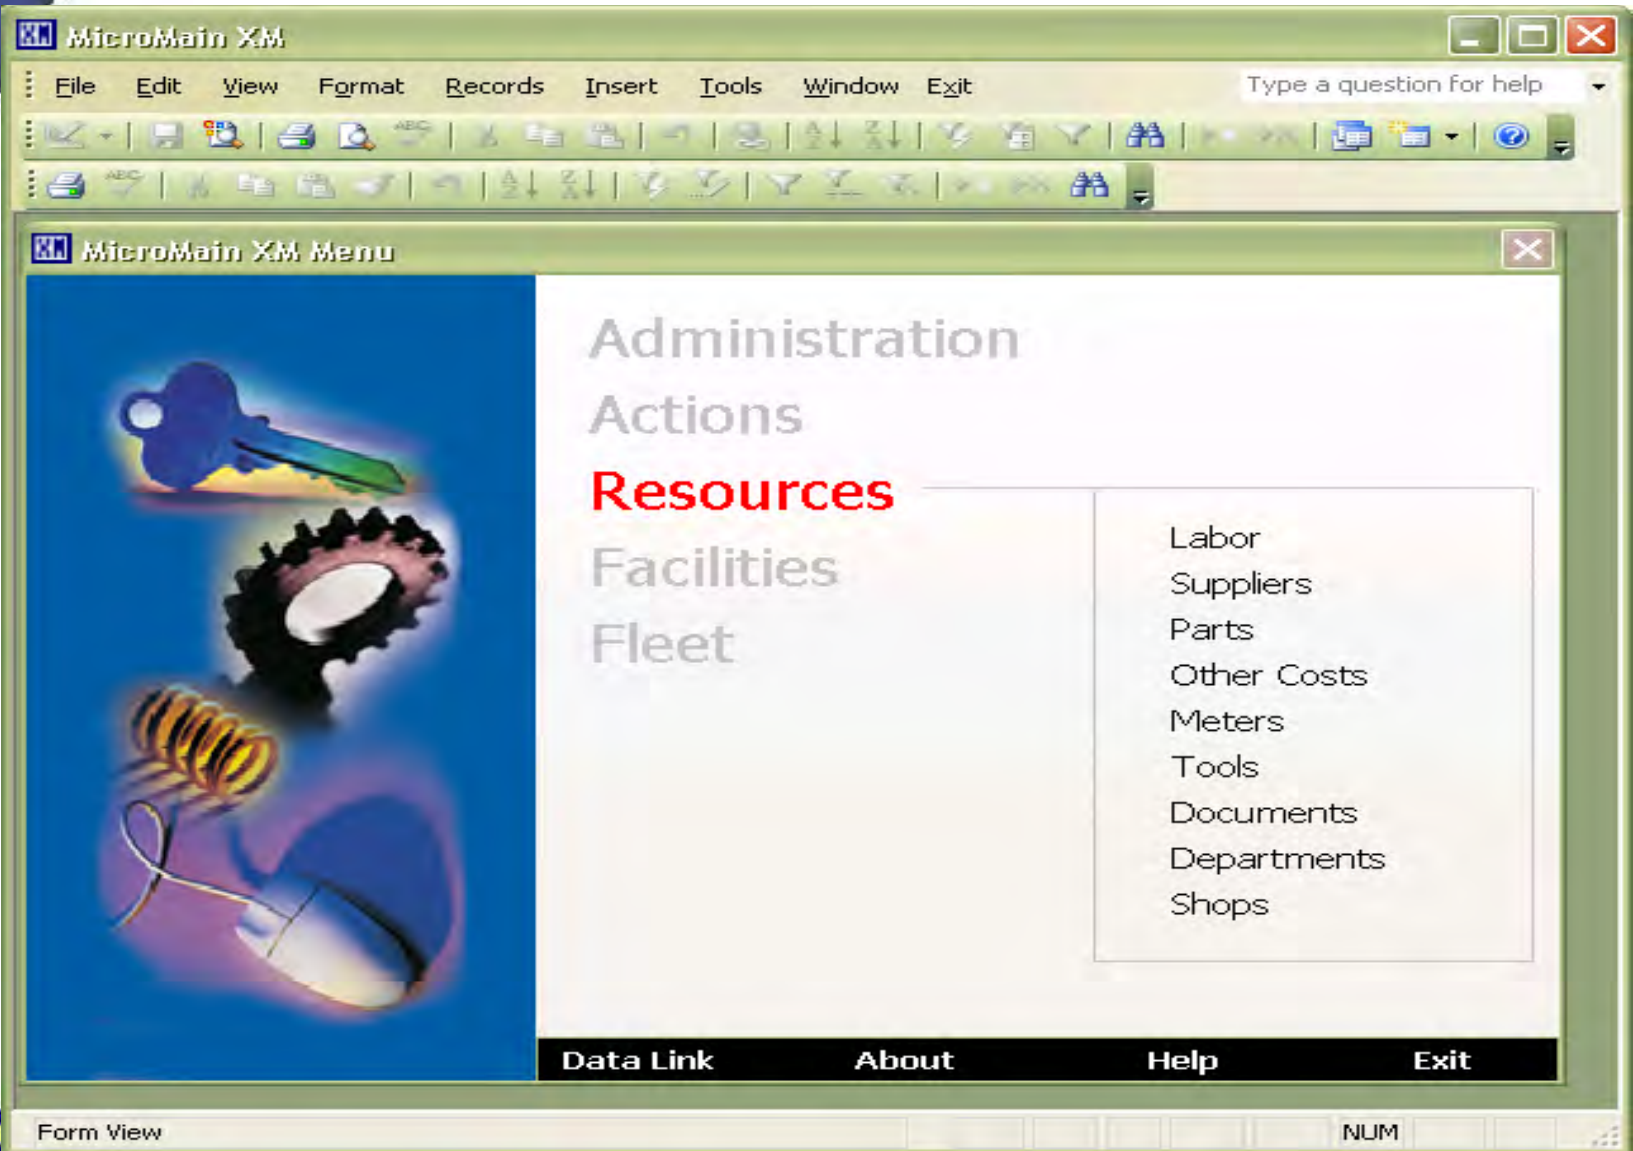 MicroMain XM
File Edit View Format Records Insert Tools Window Exit Type a question for help
MicroMain XM Menu
Administration
Actions
Resources
Labor
Suppliers
Facilities
Parts
Fleet
Other Costs
Meters
Tools
Documents
Departments
Shops
Data Link About Help Exit
Form View NUM